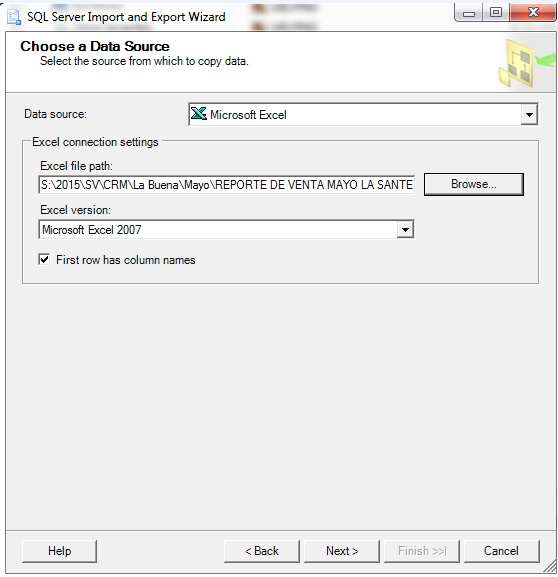 SQL Server Import and Export Wizard
Choose a Data Source
Select the source from which to copy data.
Data source:
Microsoft Excel
Excel connection settings
Excel file path:
S:\2015\SV\CRM\La Buena\Mayo\REPORTE DE VENTA MAYO LA SANTE
Browse...
Excel version:
Microsoft Excel 2007
First row has column names
Help
< Back
Next >
Finish >>|
Cancel